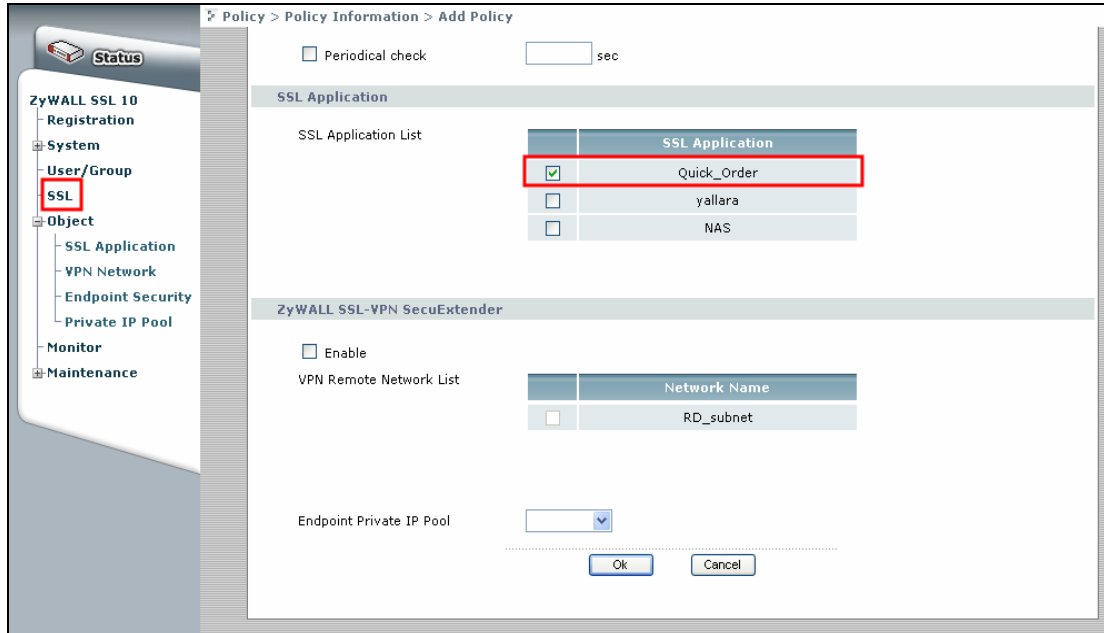 Policy > Policy Information > Add Policy
Status
ZyWALL SSL 10
Registration
System
User/Group
SSL
Object
SSL Application
VPN Network
Endpoint Security
Private IP Pool
Monitor
Maintenance
Periodical check sec
SSL Application
SSL Application List
SSL Application
Quick_Order
yallara
NAS
ZyWALL SSL-VPN SecuExtender
Enable
VPN Remote Network List
Network Name
RD_subnet
Endpoint Private IP Pool
Ok Cancel